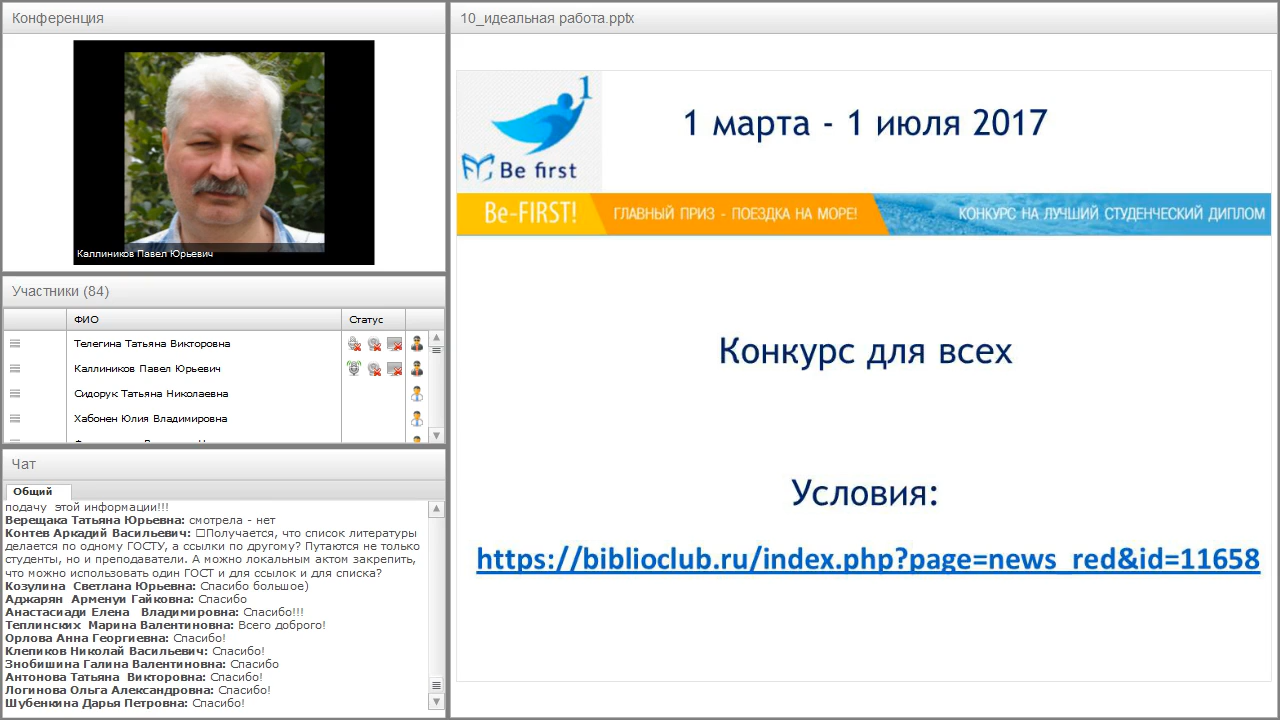 Конференция
Каллиников Павел Юрьевич
Участники (84)
ФИО
Статус
Телегина Татьяна Викторовна
Каллиников Павел Юрьевич
Сидорук Татьяна Николаевна
Хабонен Юлия Владимировна
Чат
Общий
подачу этой информации!!!
Верещака Татьяна Юрьевна: смотрела - нет
Контев Аркадий Васильевич: Получается, что список литературы
делается по одному ГОСТУ, а ссылки по другому? Путаются не только
студенты, но и преподаватели. А можно локальным актом закрепить,
что можно использовать один ГОСТ и для ссылок и для списка?
Козулина Светлана Юрьевна: Спасибо большое)
Аджарян Арменуи Гайковна: Спасибо
Анастасиади Елена Владимировна: Спасибо!!!
Теплинских Марина Валентиновна: Всего доброго!
Орлова Анна Георгиевна: Спасибо!
Клепиков Николай Васильевич: Спасибо!
Знобишина Галина Валентиновна: Спасибо
Антонова Татьяна Викторовна: Спасибо!
Логинова Ольга Александровна: Спасибо!
Шубенкина Дарья Петровна: Спасибо!
10_идеальная работа.pptx
1
Be first
1 марта - 1 июля 2017
Be-FIRST!
ГЛАВНЫЙ ПРИЗ - ПОЕЗДКА НА МОРЕ!
КОНКУРС НА ЛУЧШИЙ СТУДЕНЧЕСКИЙ ДИПЛОМ
Конкурс для всех
Условия:
https://biblioclub.ru/index.php?page=news_red&id=11658